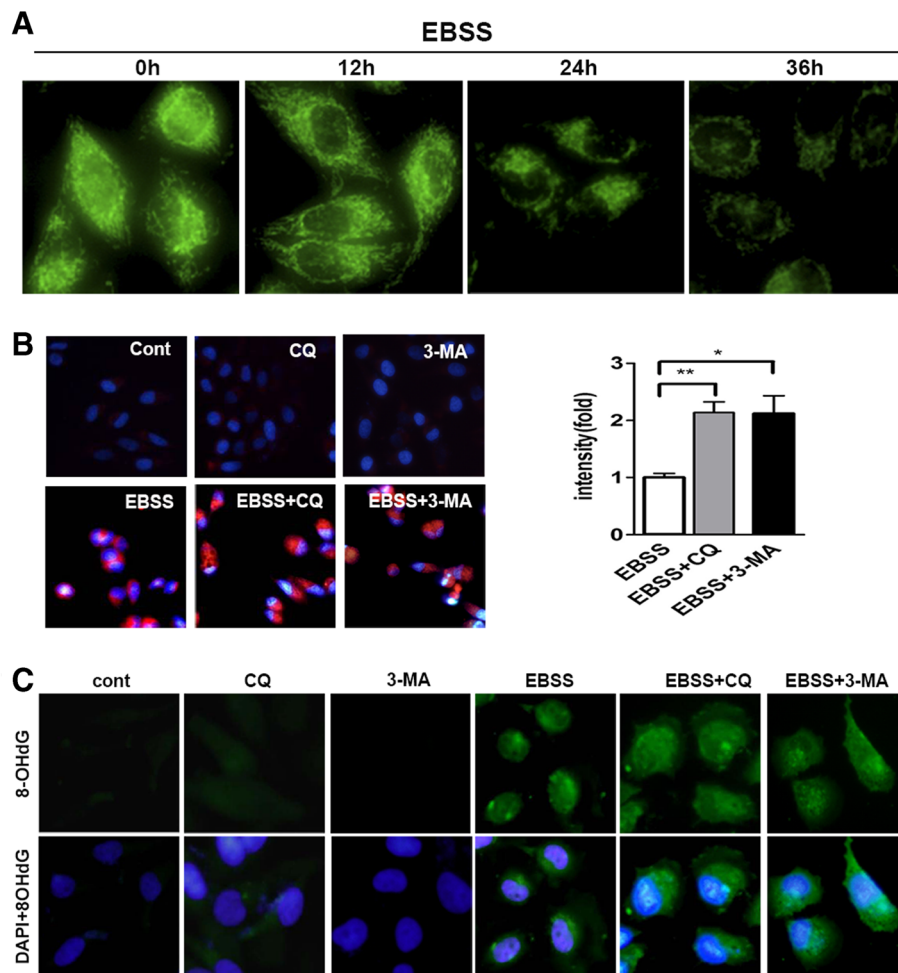 A
EBSS
0h 12h 24h 36h
B
Cont CQ 3-MA
EBSS EBSS+CQ EBSS+3-MA
intensity(fold)
3
2
1
0
**
*
EBSS
EBSS+CQ
EBSS+3-MA
C
cont CQ 3-MA EBSS EBSS+CQ EBSS+3-MA
8-OHdG
DAPI+8OHdG